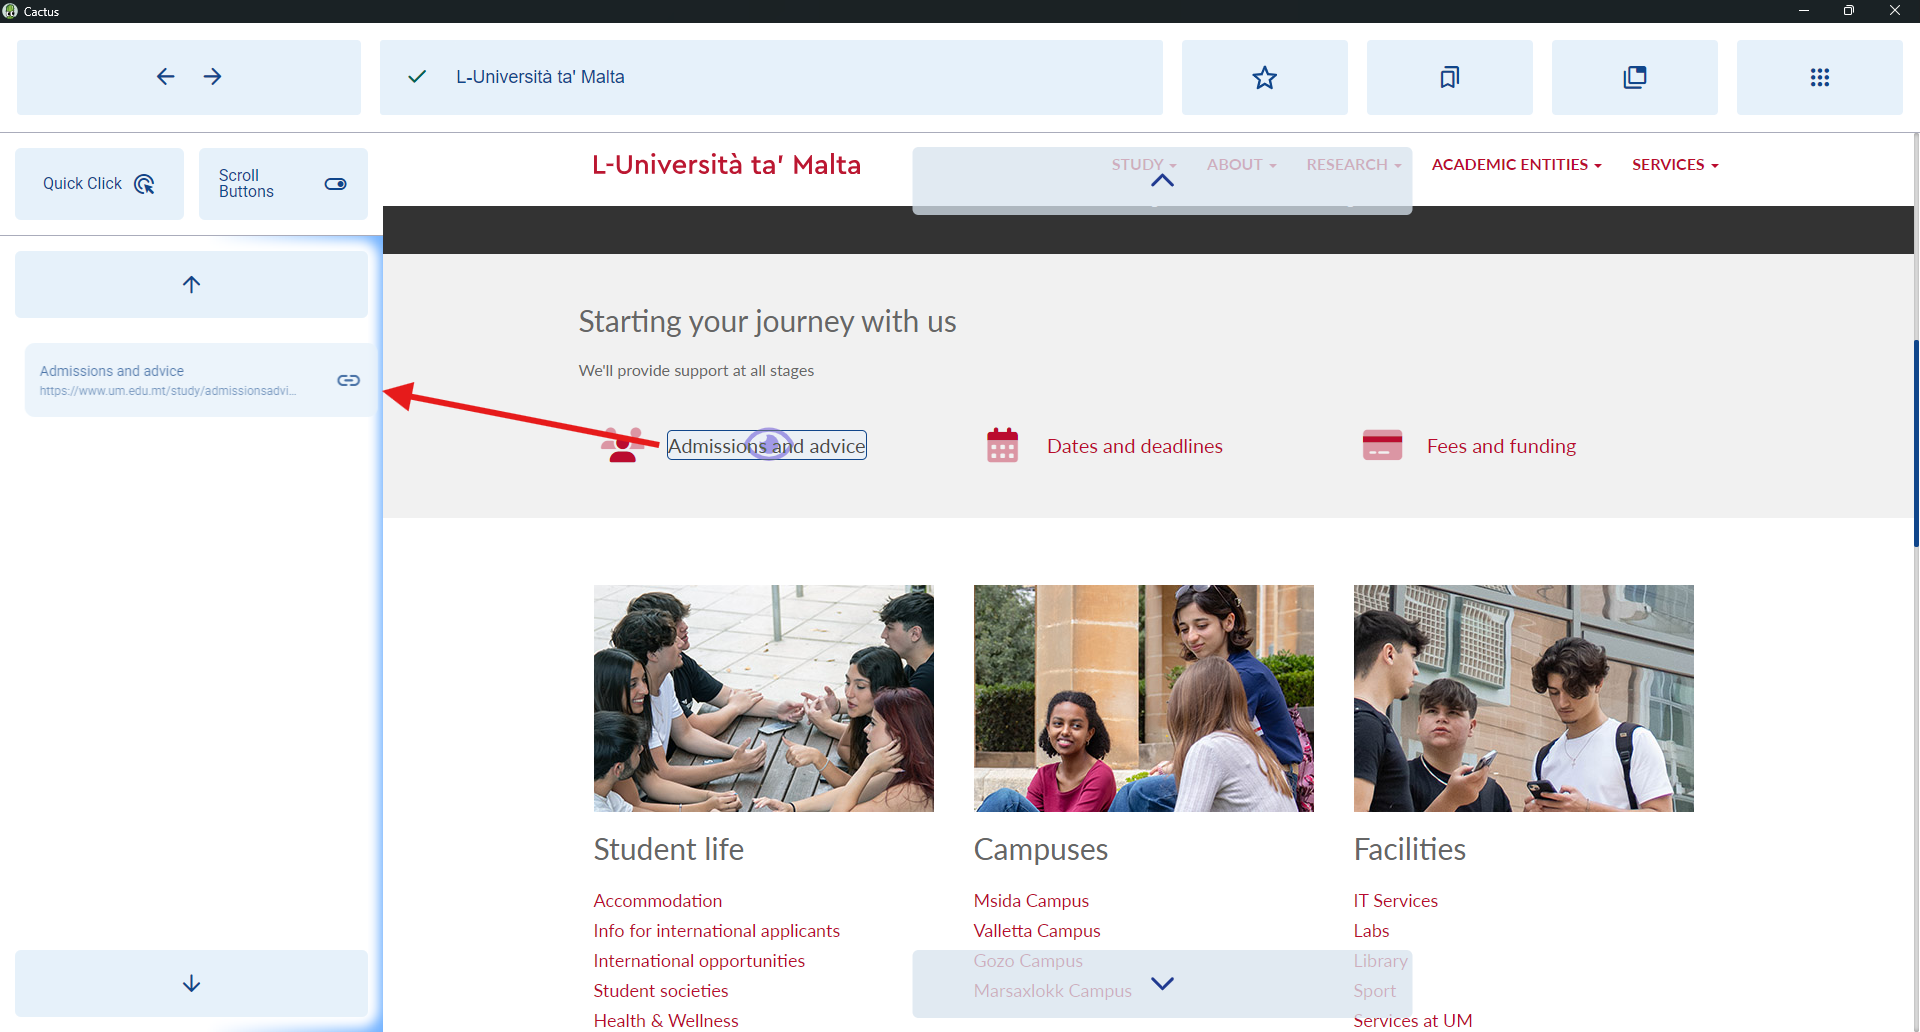 Cactus
L-Università ta' Malta
Quick Click
Scroll
Buttons
L-Università ta' Malta
STUDY
ABOUT
RESEARCH
ACADEMIC ENTITIES
SERVICES
Admissions and advice
https://www.um.edu.mt/study/admissionsadvi...
Starting your journey with us
We'll provide support at all stages
Admissions and advice
Dates and deadlines
Fees and funding
Student life
Accommodation
Info for international applicants
International opportunities
Student societies
Health & Wellness
Campuses
Msida Campus
Valletta Campus
Gozo Campus
Marsaxlokk Campus
Facilities
IT Services
Labs
Library
Sport
Services at UM